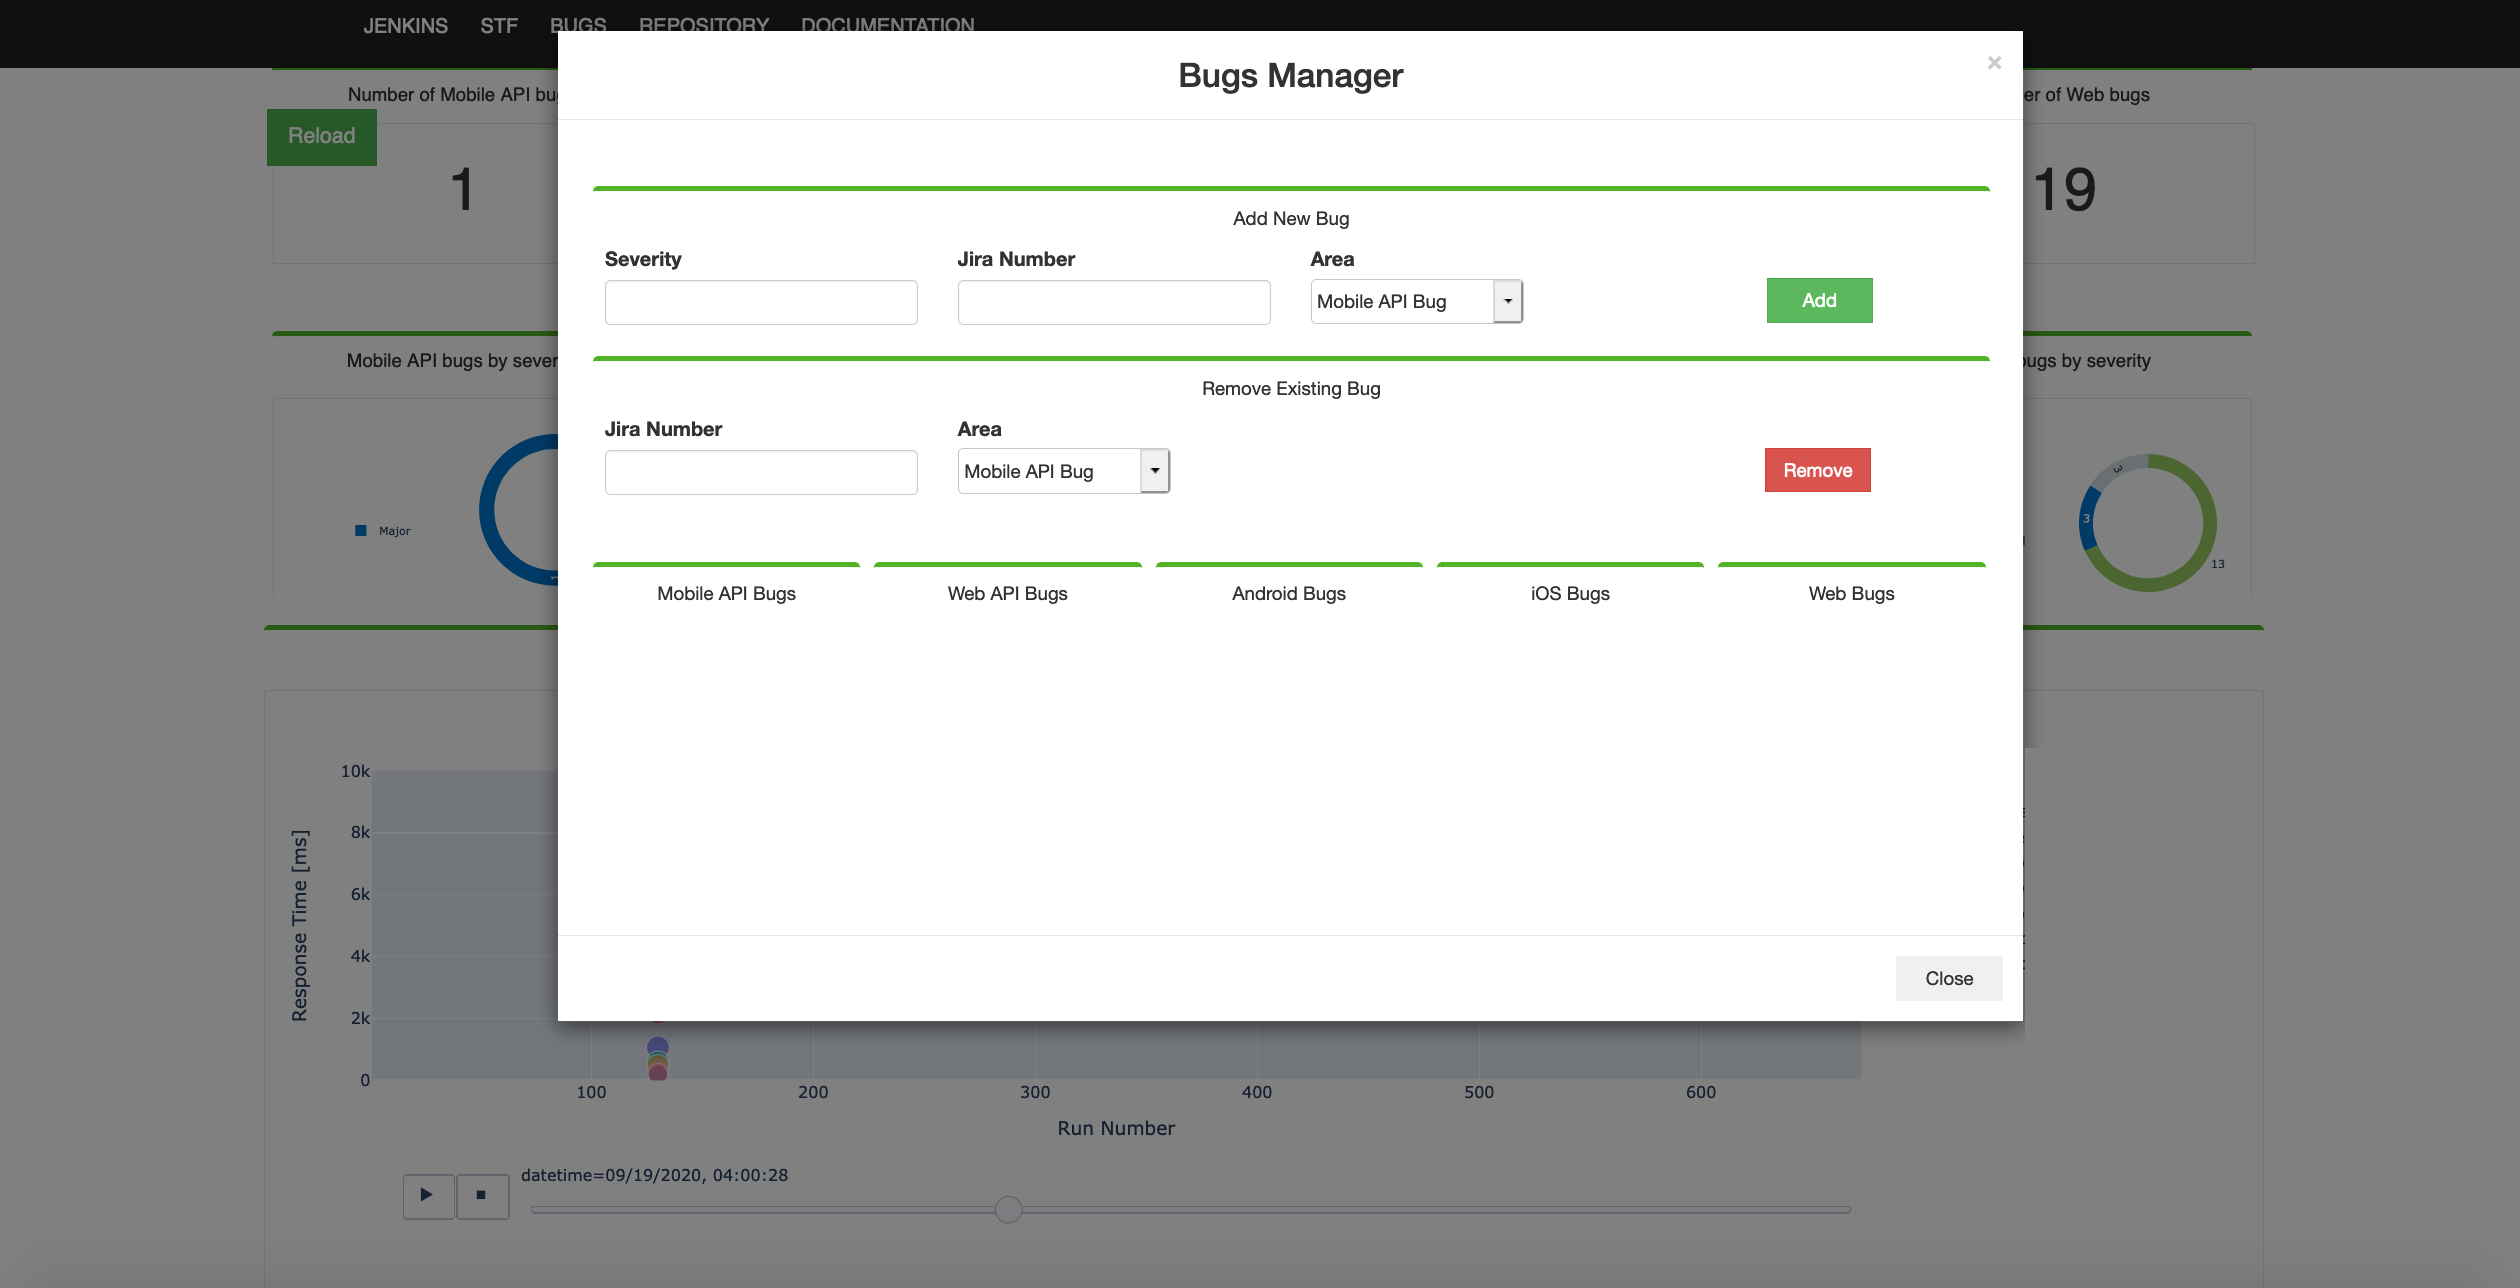 JENKINS STF BUGS REPOSITORY DOCUMENTATION
Bugs Manager
×
Number of Mobile API bug
er of Web bugs
Reload
1
19
Add New Bug
Severity Jira Number Area
Mobile API Bug
Add
Mobile API bugs by sever
bugs by severity
Remove Existing Bug
Jira Number Area
Mobile API Bug
Remove
Major
1
3
3
13
Mobile API Bugs Web API Bugs Android Bugs iOS Bugs Web Bugs
Response Time [ms]
10k
8k
6k
4k
2k
0
Close
100 200 300 400 500 600
Run Number
datetime=09/19/2020, 04:00:28